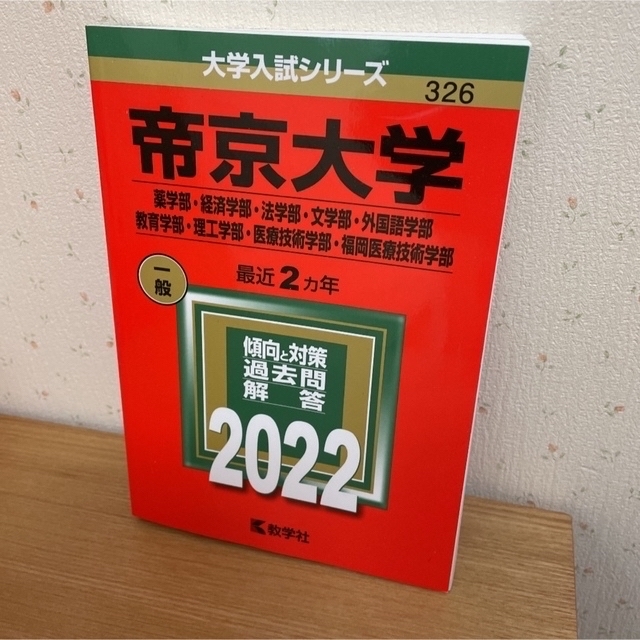 大学入試シリーズ
326
帝京大学
薬学部・経済学部・法学部・文学部・外国語学部
教育学部・理工学部・医療技術学部・福岡医療技術学部
一般
最近2カ年
傾向と対策
過去問
解答
2022
教学社